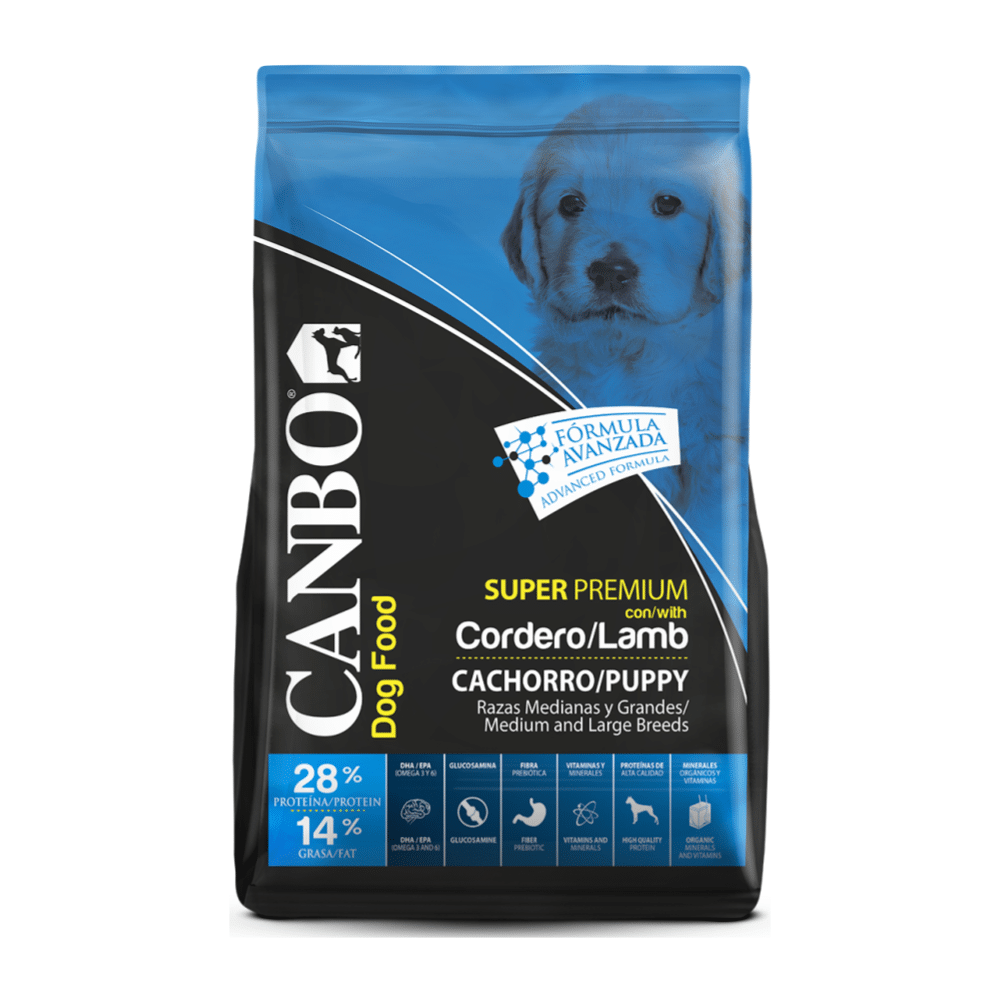 CANBO®
Dog Food
FÓRMULA
AVANZADA
ADVANCED FORMULA
SUPER PREMIUM
con/with
Cordero/Lamb
CACHORRO/PUPPY
Razas Medianas y Grandes/
Medium and Large Breeds
28%
PROTEÍNA/PROTEIN
14%
GRASA/FAT
DHA / EPA
(OMEGA 3 Y 6)
DHA / EPA
(OMEGA 3 AND 6)
GLUCOSAMINA
GLUCOSAMINE
FIBRA
PREBIÓTICA
FIBER
PREBIOTIC
VITAMINAS Y
MINERALES
VITAMINS AND
MINERALS
PROTEÍNAS DE
ALTA CALIDAD
HIGH QUALITY
PROTEIN
MINERALES
ORGÁNICOS Y
VITAMINAS
ORGANIC
MINERALS
AND VITAMINS